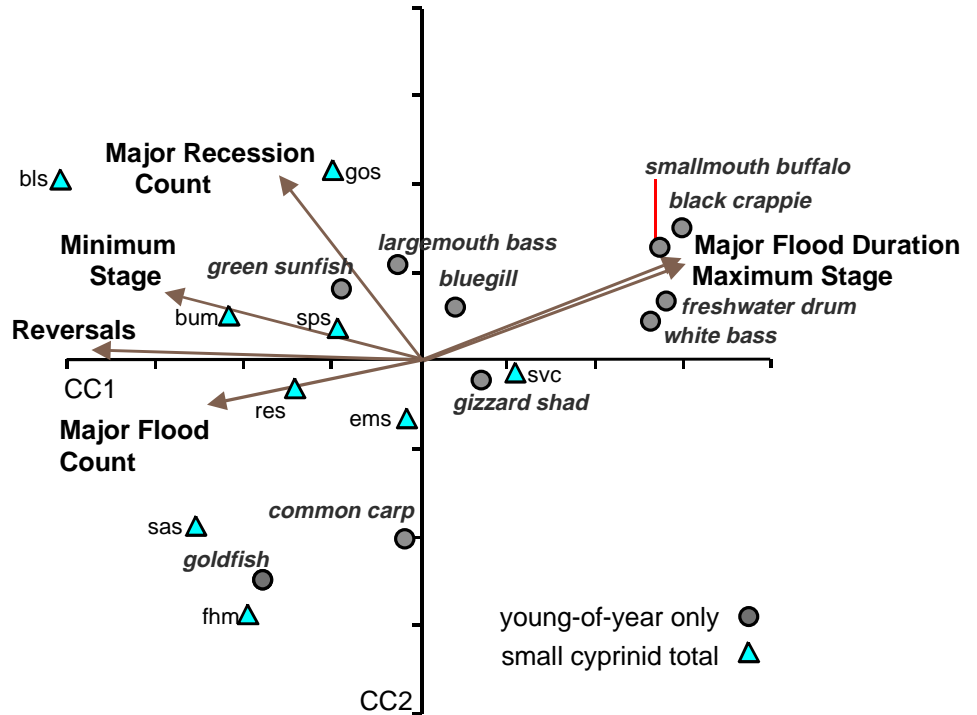 Major Recession
Count
bls
gos
smallmouth buffalo
black crappie
Minimum
Stage
green sunfish
largemouth bass
Major Flood Duration
Maximum Stage
bluegill
bum
sps
freshwater drum
white bass
Reversals
CC1
svc
gizzard shad
res
ems
Major Flood
Count
common carp
sas
goldfish
fhm
young-of-year only
small cyprinid total
CC2